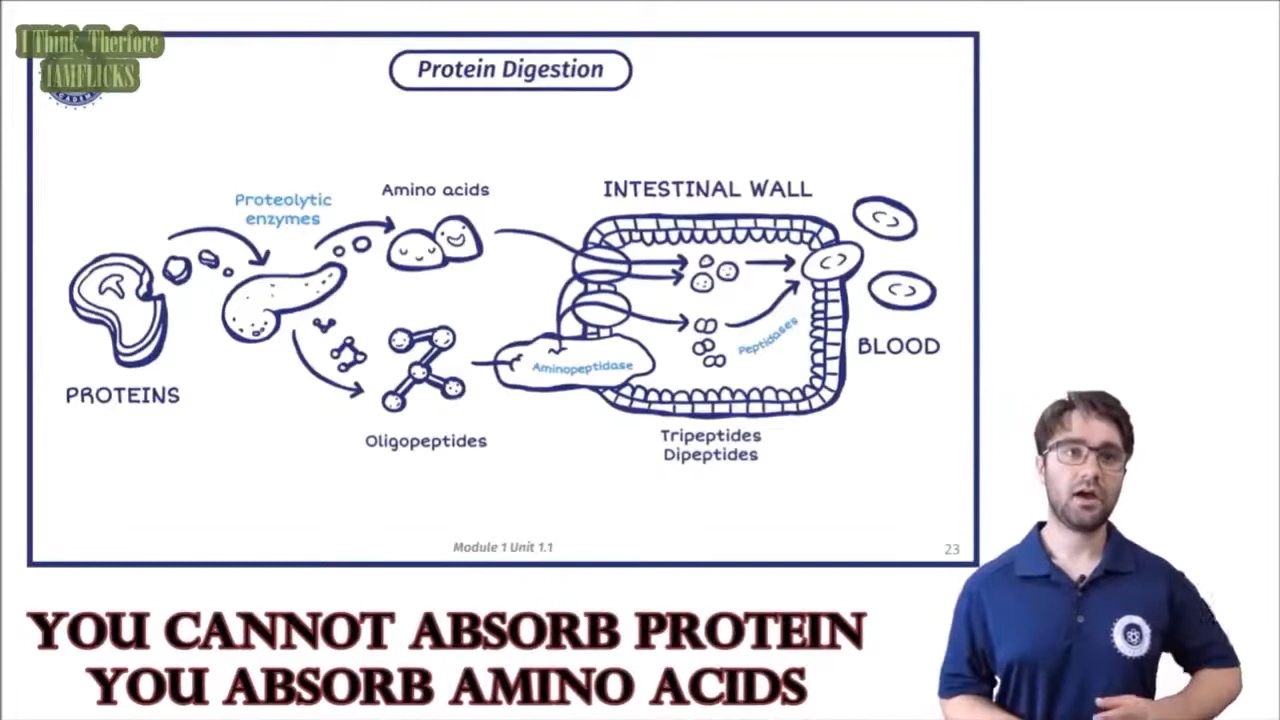 I Think, Therfore
IAMFLICKS
Protein Digestion
Proteolytic
enzymes
Amino acids
INTESTINAL WALL
PROTEINS
Aminopeptidase
Peptidases
BLOOD
Oligopeptides
Tripeptides
Dipeptides
Module 1 Unit 1.1
23
YOU CANNOT ABSORB PROTEIN
YOU ABSORB AMINO ACIDS